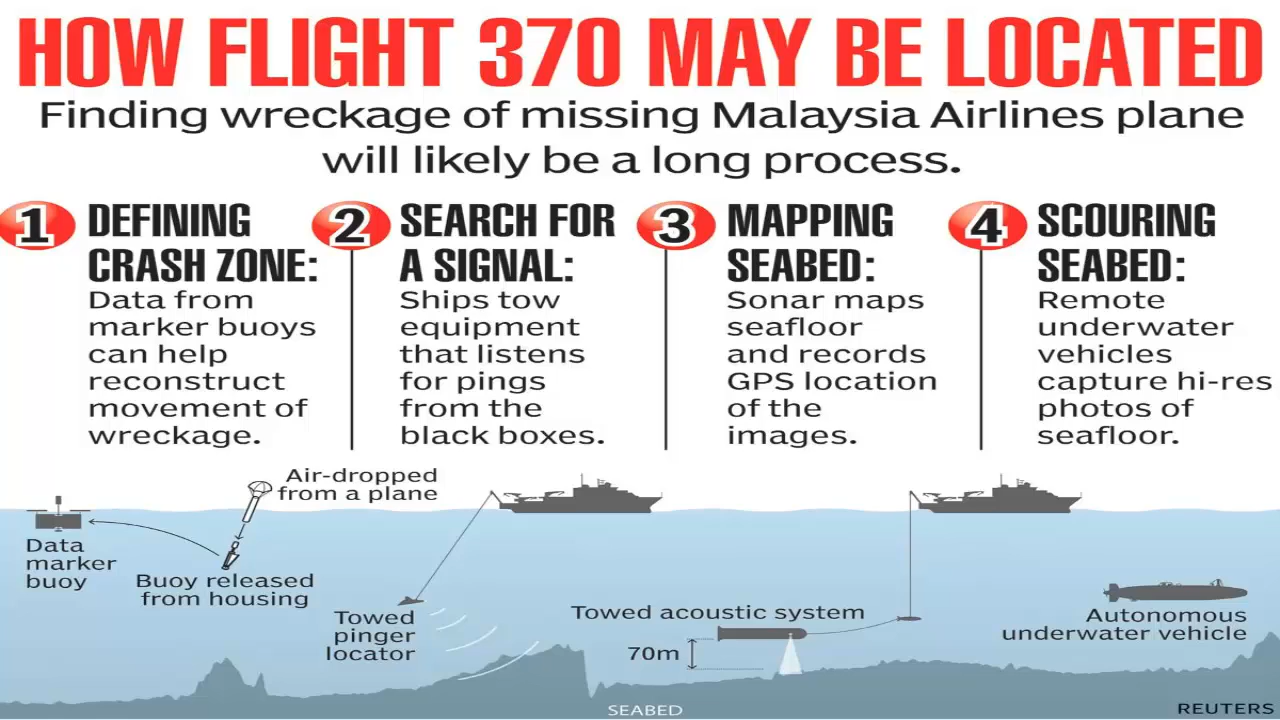 HOW FLIGHT 370 MAY BE LOCATED
Finding wreckage of missing Malaysia Airlines plane
will likely be a long process.
1 DEFINING
CRASH ZONE:
Data from
marker buoys
can help
reconstruct
movement of
wreckage.
2 SEARCH FOR
A SIGNAL:
Ships tow
equipment
that listens
for pings
from the
black boxes.
3 MAPPING
SEABED:
Sonar maps
seafloor
and records
GPS location
of the
images.
4 SCOURING
SEABED:
Remote
underwater
vehicles
capture hi-res
photos of
seafloor.
Air-dropped
from a plane
Data
marker
buoy
Buoy released
from housing
Towed
pinger
locator
Towed acoustic system
70m
Autonomous
underwater vehicle
SEABED
REUTERS